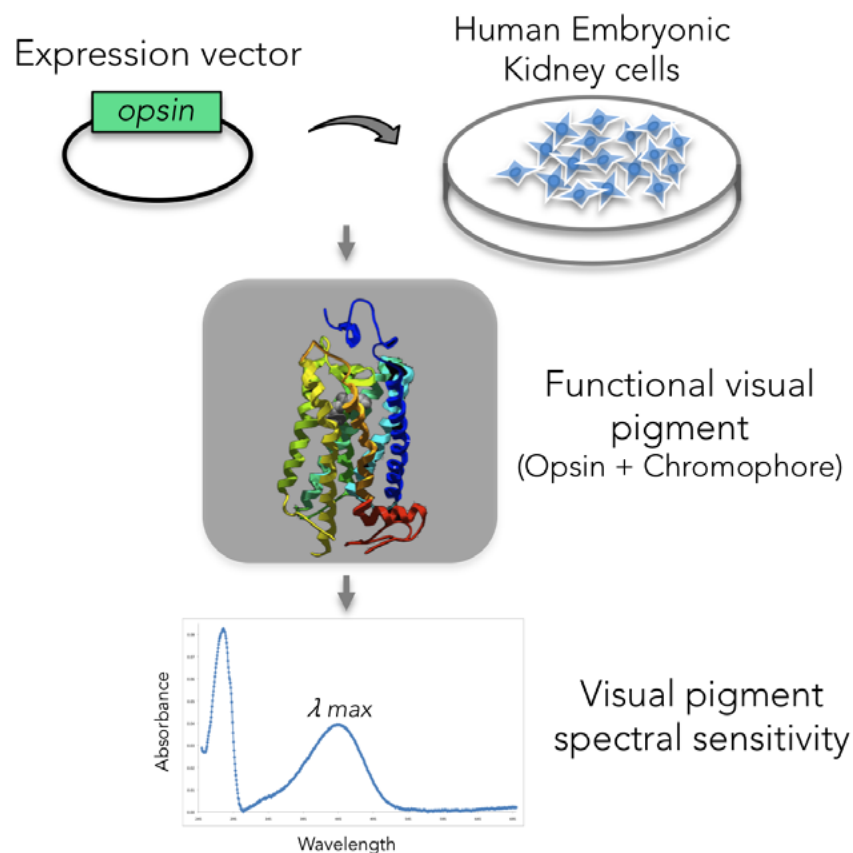 Expression vector
opsin
Human Embryonic
Kidney cells
Functional visual
pigment
(Opsin + Chromophore)
λ max
Absorbance
Wavelength
Visual pigment
spectral sensitivity